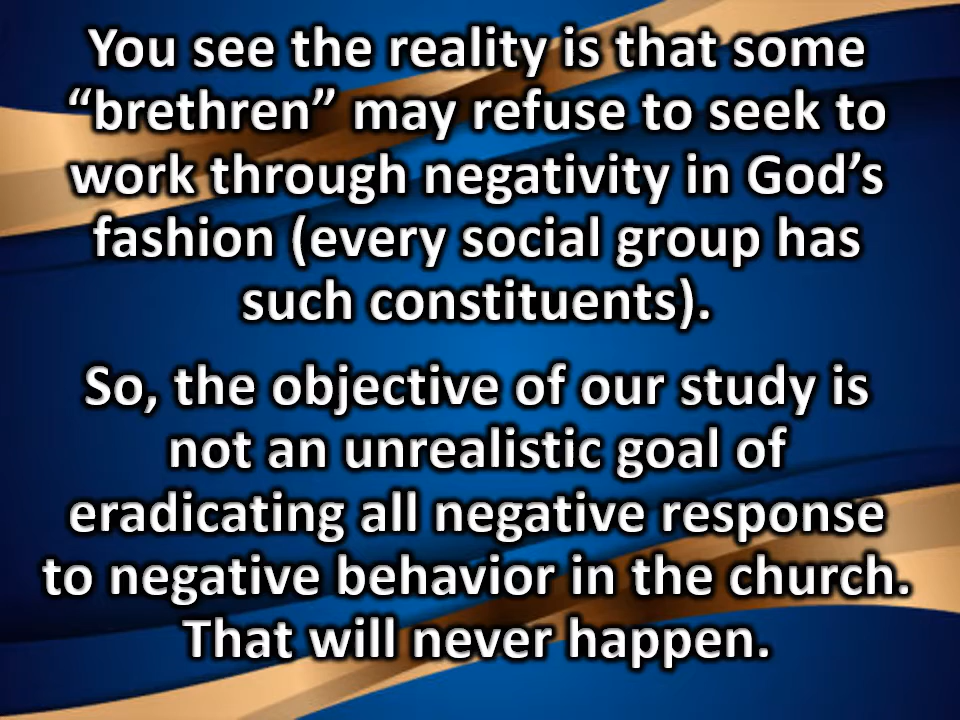 You see the reality is that some
“brethren” may refuse to seek to
work through negativity in God’s
fashion (every social group has
such constituents).
So, the objective of our study is
not an unrealistic goal of
eradicating all negative response
to negative behavior in the church.
That will never happen.